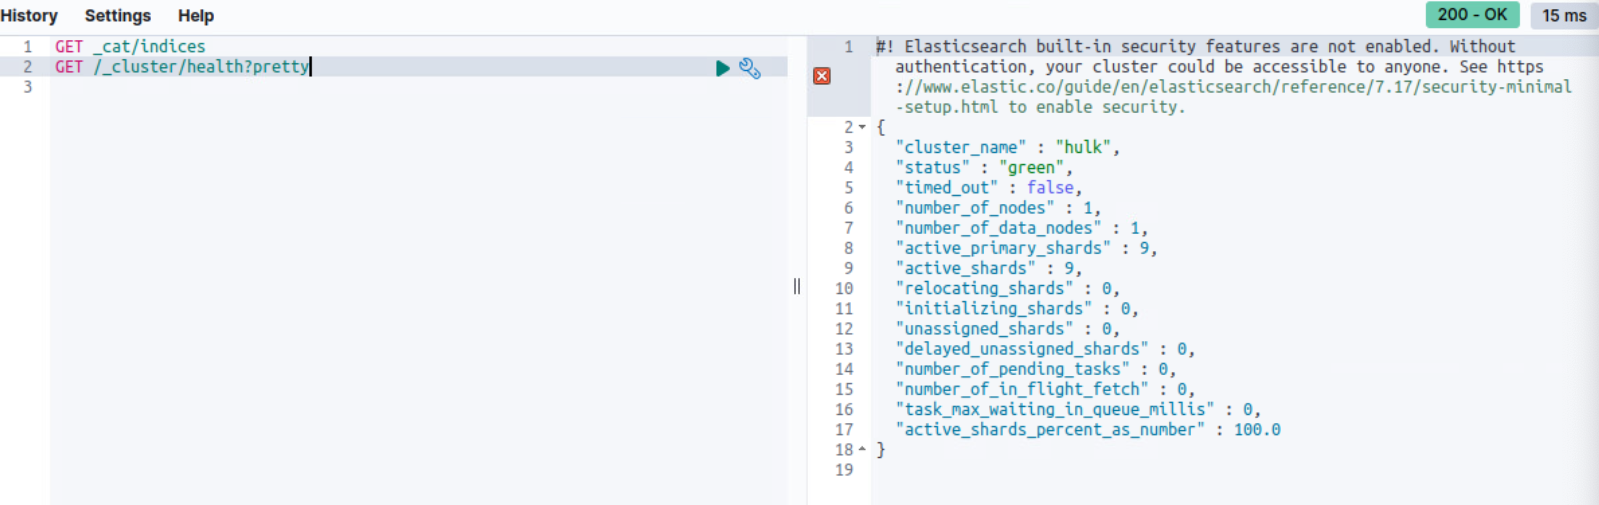 History Settings Help
200 - OK 15 ms
1 GET _cat/indices
2 GET /_cluster/health?pretty
3
1 #! Elasticsearch built-in security features are not enabled. Without
authentication, your cluster could be accessible to anyone. See https
://www.elastic.co/guide/en/elasticsearch/reference/7.17/security-minimal
-setup.html to enable security.
2 {
3 "cluster_name" : "hulk",
4 "status" : "green",
5 "timed_out" : false,
6 "number_of_nodes" : 1,
7 "number_of_data_nodes" : 1,
8 "active_primary_shards" : 9,
9 "active_shards" : 9,
10 "relocating_shards" : 0,
11 "initializing_shards" : 0,
12 "unassigned_shards" : 0,
13 "delayed_unassigned_shards" : 0,
14 "number_of_pending_tasks" : 0,
15 "number_of_in_flight_fetch" : 0,
16 "task_max_waiting_in_queue_millis" : 0,
17 "active_shards_percent_as_number" : 100.0
18 }
19